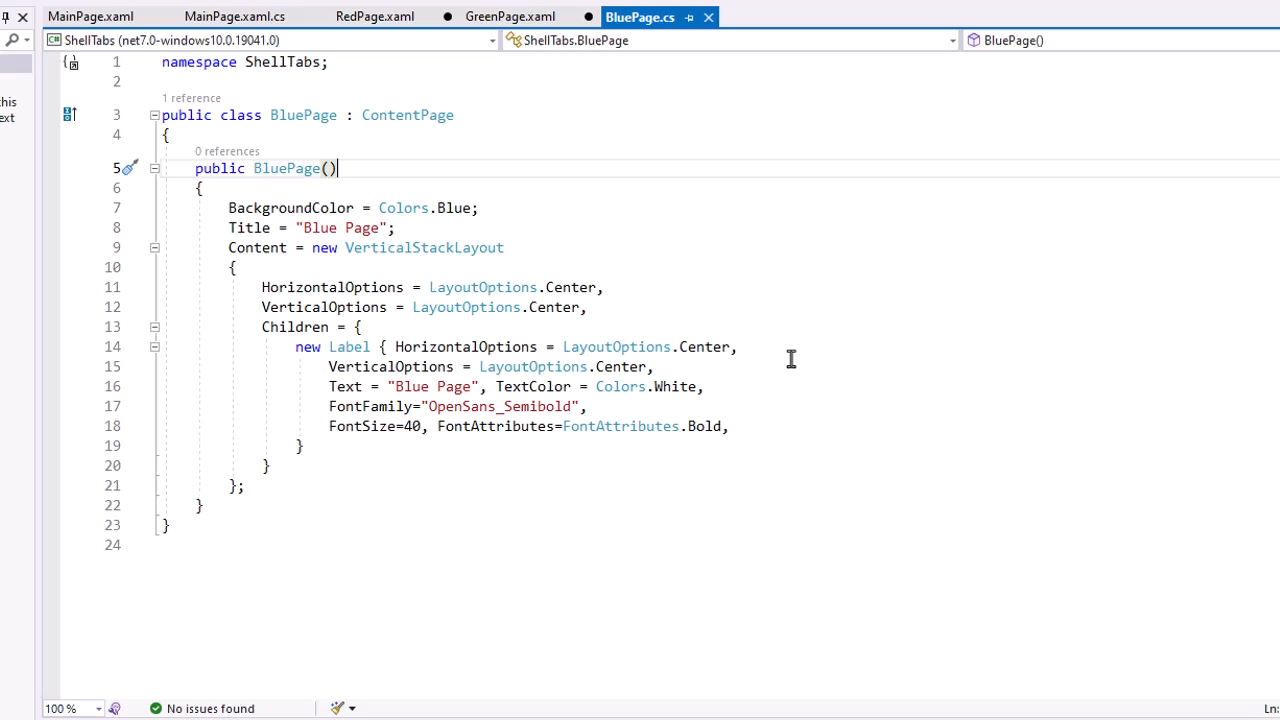 MainPage.xaml MainPage.xaml.cs RedPage.xaml GreenPage.xaml BluePage.cs
ShellTabs (net7.0-windows10.0.19041.0) ShellTabs.BluePage BluePage()
this
ext
1 namespace ShellTabs;
2
1 reference
3 public class BluePage : ContentPage
4 {
0 references
5 public BluePage()
6 {
7 BackgroundColor = Colors.Blue;
8 Title = "Blue Page";
9 Content = new VerticalStackLayout
10 {
11 HorizontalOptions = LayoutOptions.Center,
12 VerticalOptions = LayoutOptions.Center,
13 Children = {
14 new Label { HorizontalOptions = LayoutOptions.Center,
15 VerticalOptions = LayoutOptions.Center,
16 Text = "Blue Page", TextColor = Colors.White,
17 FontFamily="OpenSans_Semibold",
18 FontSize=40, FontAttributes=FontAttributes.Bold,
19 }
20 }
21 };
22 }
23 }
24
100 % No issues found Ln: